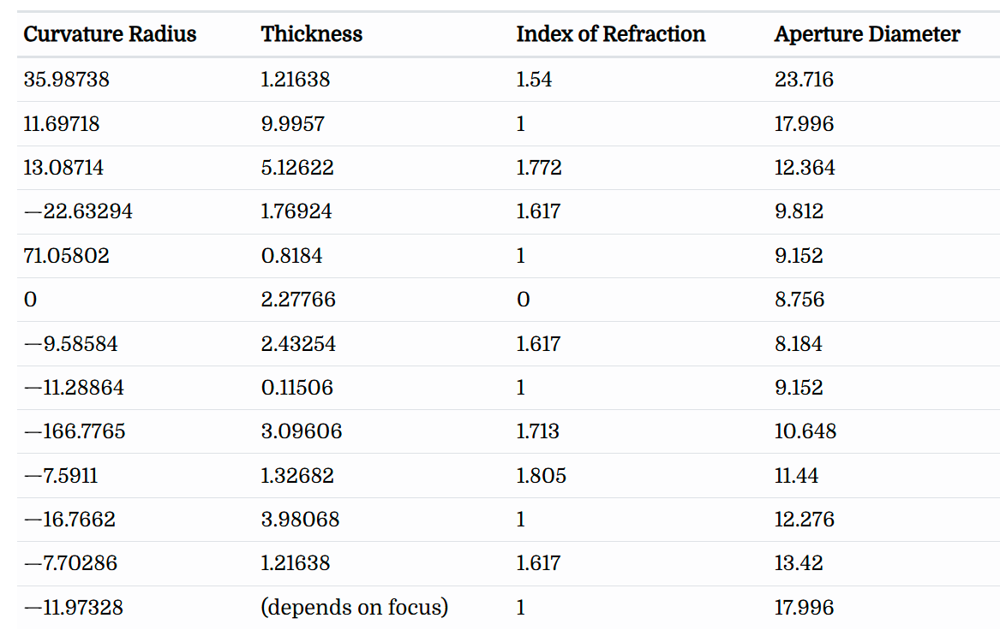 Curvature Radius Thickness Index of Refraction Aperture Diameter
35.98738 1.21638 1.54 23.716
11.69718 9.9957 1 17.996
13.08714 5.12622 1.772 12.364
—22.63294 1.76924 1.617 9.812
71.05802 0.8184 1 9.152
0 2.27766 0 8.756
—9.58584 2.43254 1.617 8.184
—11.28864 0.11506 1 9.152
—166.7765 3.09606 1.713 10.648
—7.5911 1.32682 1.805 11.44
—16.7662 3.98068 1 12.276
—7.70286 1.21638 1.617 13.42
—11.97328 (depends on focus) 1 17.996